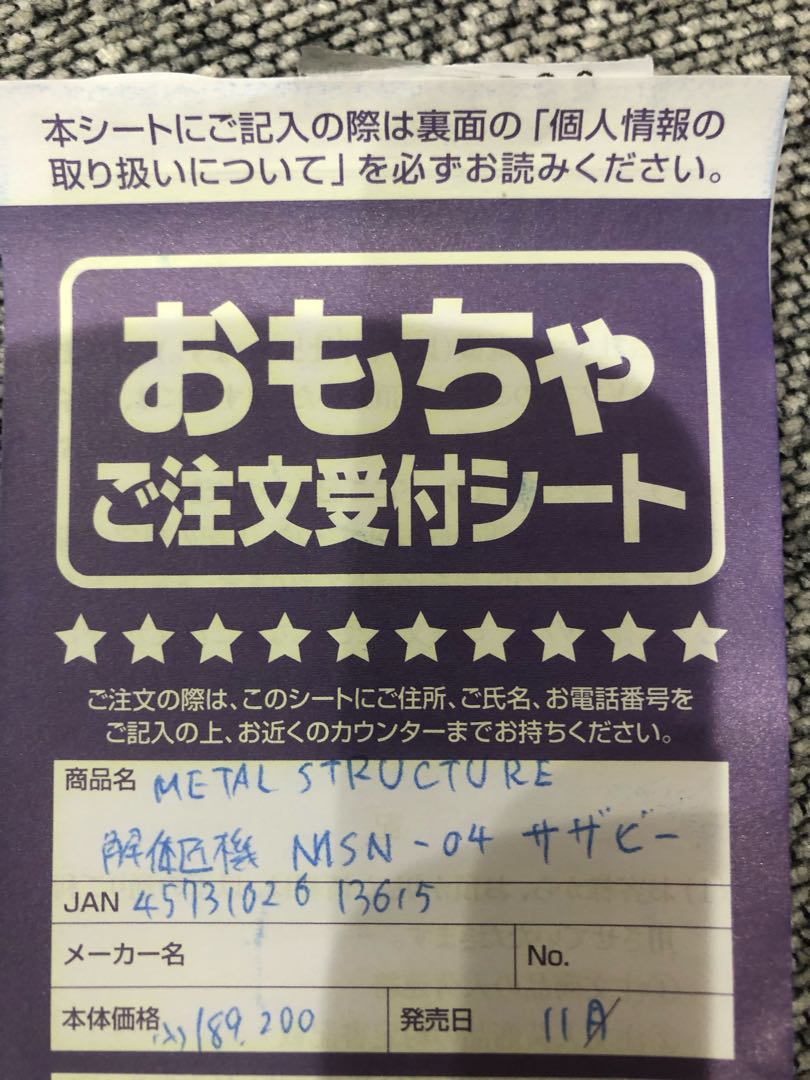 本シートにご記入の際は裏面の「個人情報の
取り扱いについて」を必ずお読みください。
おもちゃ
ご注文受付シート
ご注文の際は、このシートにご住所、ご氏名、お電話番号を
ご記入の上、お近くのカウンターまでお持ちください。
商品名 METAL STRUCTURE
解体匠機 MSN-04 サザビー
JAN 4573102613615
メーカー名 No.
本体価格 189.200 発売日 11月